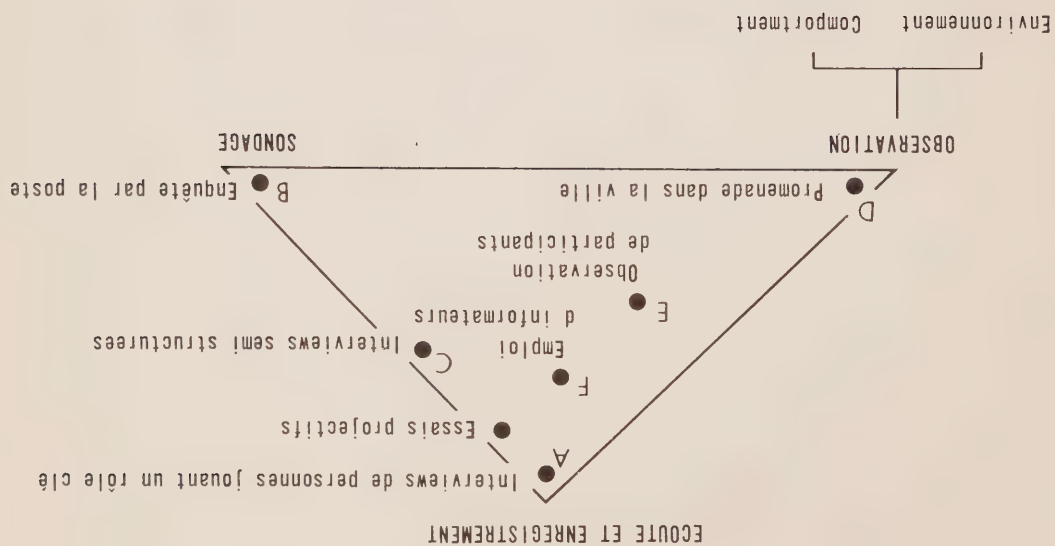 ECOUTE ET ENREGISTREMENT
A Interviews de personnes jouant un rôle clé
Essais projectifs
F Emploi
d informateurs
C Interviews semi structurees
E Observation
de participants
D Promenade dans la ville
B Enquête par la poste
OBSERVATION
SONDAGE
Environnement Comportment